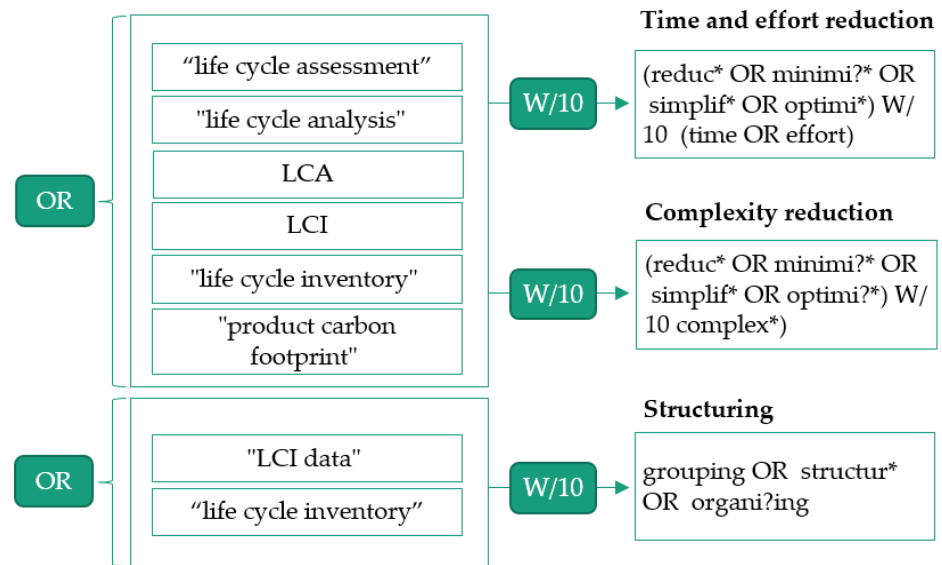 OR
“life cycle assessment”
"life cycle analysis"
LCA
LCI
"life cycle inventory"
"product carbon
footprint"
W/10
Time and effort reduction
(reduc* OR minimi?* OR
simplif* OR optimi*) W/
10 (time OR effort)
W/10
Complexity reduction
(reduc* OR minimi?* OR
simplif* OR optimi?*) W/
10 complex*)
OR
"LCI data"
“life cycle inventory”
W/10
Structuring
grouping OR structur*
OR organi?ing